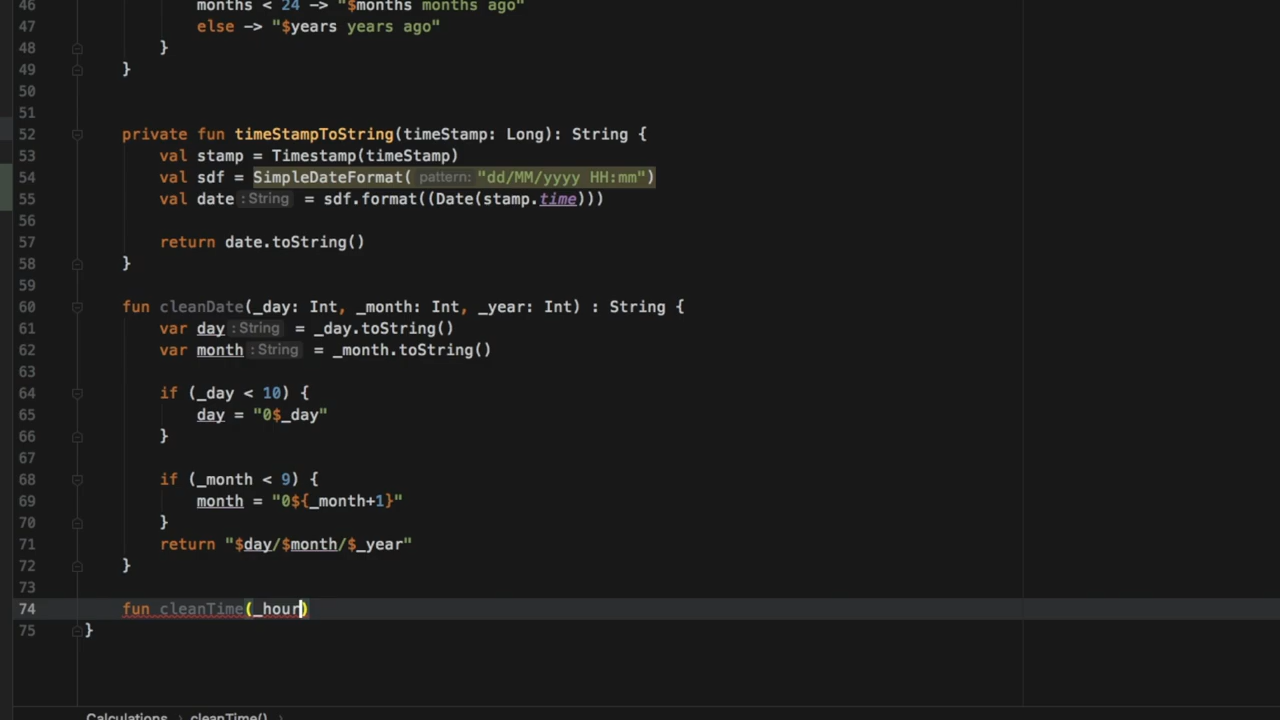 46 months < 24 -> "$months months ago"
47 else -> "$years years ago"
48 }
49 }
50
51
52 private fun timeStampToString(timeStamp: Long): String {
53 val stamp = Timestamp(timeStamp)
54 val sdf = SimpleDateFormat( pattern: "dd/MM/yyyy HH:mm")
55 val date : String = sdf.format((Date(stamp.time)))
56
57 return date.toString()
58 }
59
60 fun cleanDate(_day: Int, _month: Int, _year: Int) : String {
61 var day : String = _day.toString()
62 var month : String = _month.toString()
63
64 if (_day < 10) {
65 day = "0$_day"
66 }
67
68 if (_month < 9) {
69 month = "0${_month+1}"
70 }
71 return "$day/$month/$_year"
72 }
73
74 fun cleanTime(_hour)
75 }
Calculations › cleanTime() ›